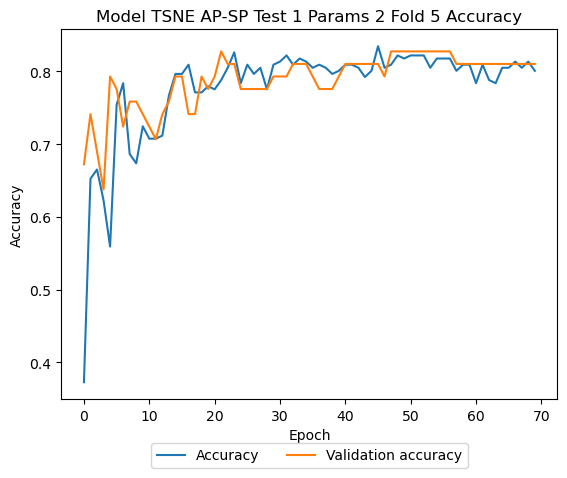 Model TSNE AP-SP Test 1 Params 2 Fold 5 Accuracy
Accuracy
0.8
0.7
0.6
0.5
0.4
0 10 20 30 40 50 60 70
Epoch
Accuracy Validation accuracy